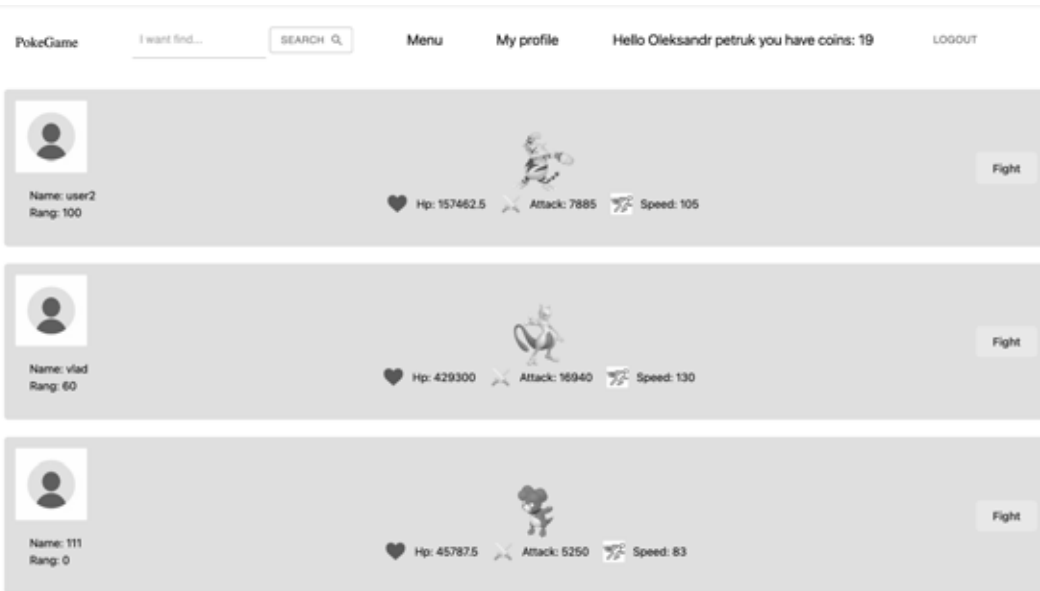 PokeGame I want find... SEARCH Menu My profile Hello Oleksandr petruk you have coins: 19 LOGOUT
Fight
Name: user2
Rang: 100
Hp: 157462.5 Attack: 7885 Speed: 105
Fight
Name: vlad
Rang: 60
Hp: 429300 Attack: 16940 Speed: 130
Fight
Name: 111
Rang: 0
Hp: 45787.5 Attack: 5250 Speed: 83